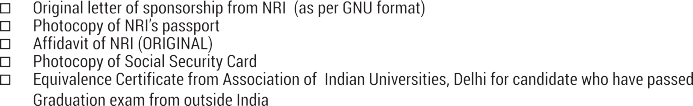 □ Original letter of sponsorship from NRI (as per GNU format)
□ Photocopy of NRI's passport
□ Affidavit of NRI (ORIGINAL)
□ Photocopy of Social Security Card
□ Equivalence Certificate from Association of Indian Universities, Delhi for candidate who have passed
Graduation exam from outside India